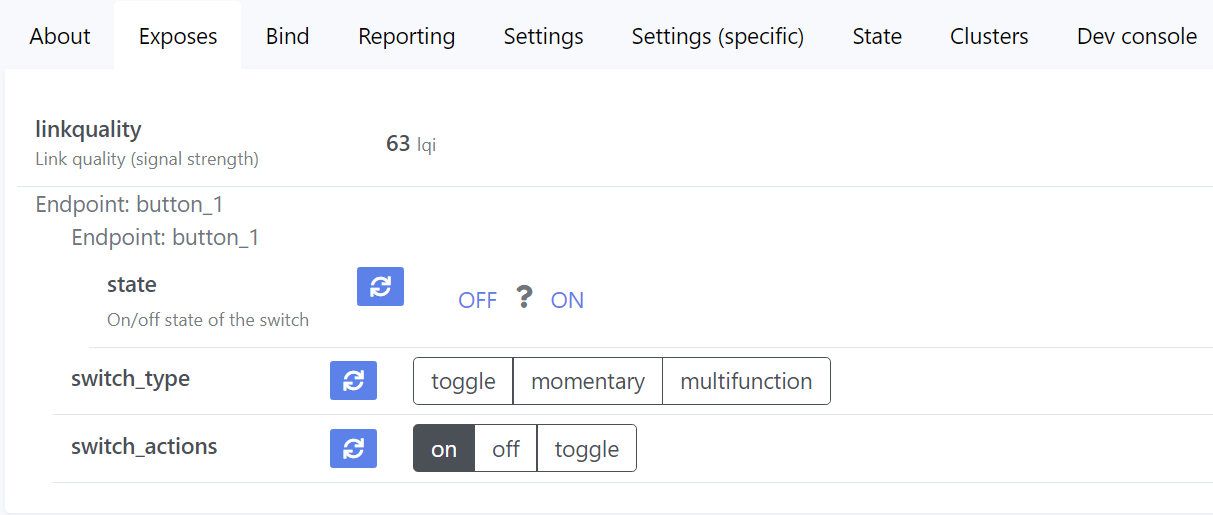 About Exposes Bind Reporting Settings Settings (specific) State Clusters Dev console
linkquality
63 lqi
Link quality (signal strength)
Endpoint: button_1
Endpoint: button_1
state
OFF ? ON
On/off state of the switch
switch_type toggle momentary multifunction
switch_actions on off toggle